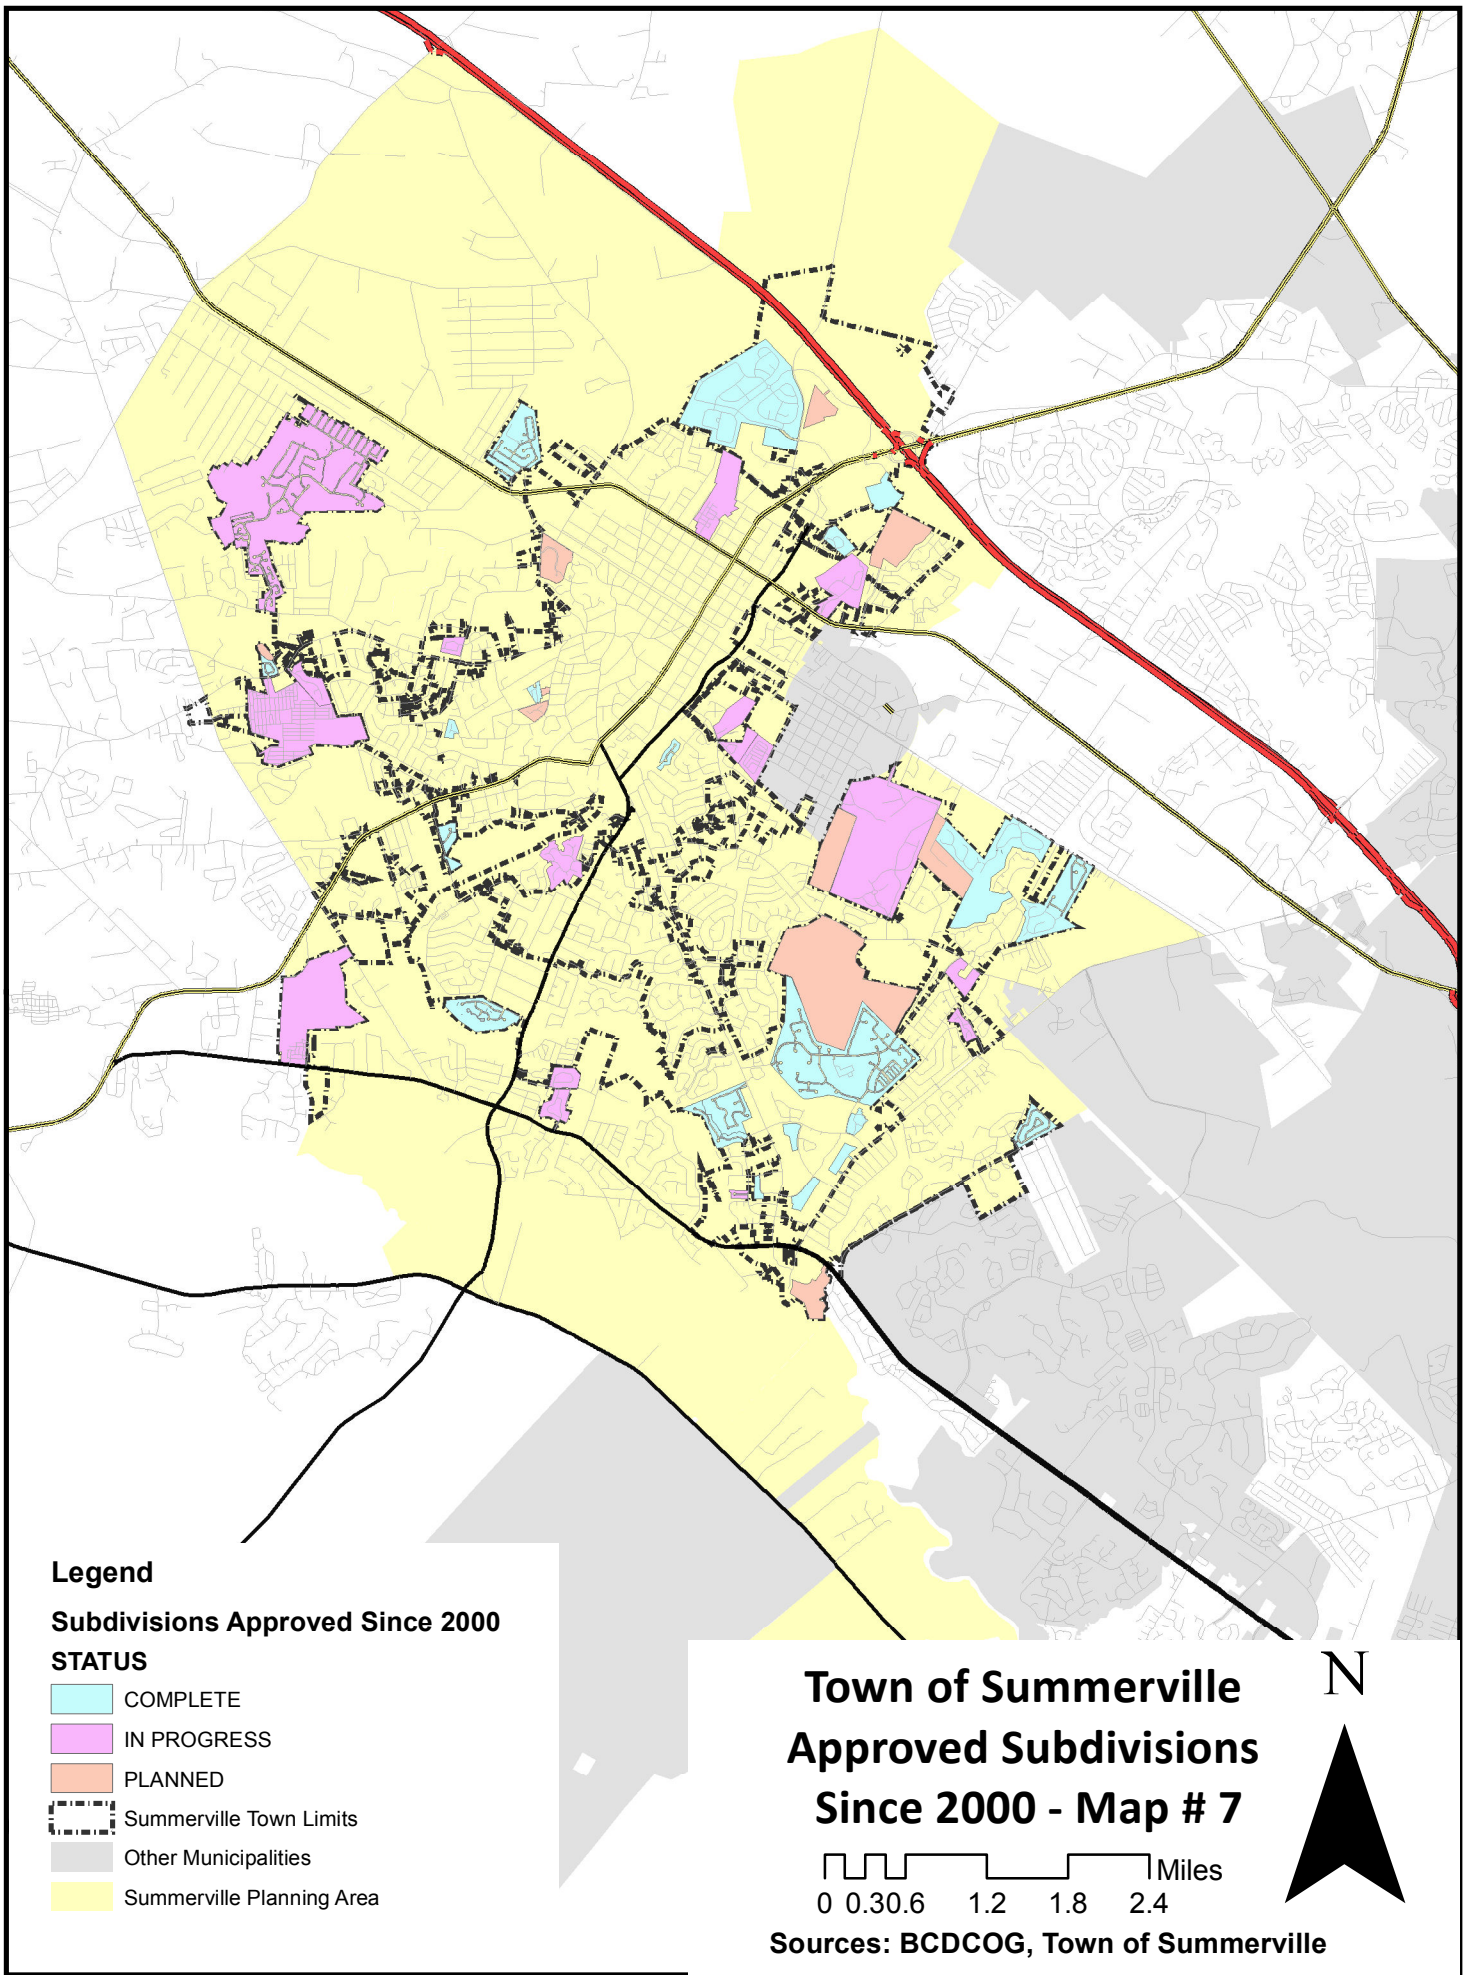 Legend
Subdivisions Approved Since 2000
STATUS
COMPLETE
IN PROGRESS
PLANNED
Summerville Town Limits
Other Municipalities
Summerville Planning Area
Town of Summerville
Approved Subdivisions
Since 2000 - Map # 7
N
Miles
0 0.30.6 1.2 1.8 2.4
Sources: BCDCOG, Town of Summerville